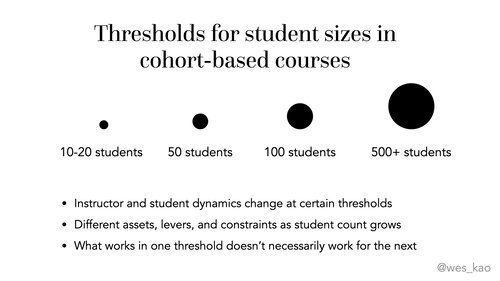 Thresholds for student sizes in
cohort-based courses
10-20 students
50 students
100 students
500+ students
• Instructor and student dynamics change at certain thresholds
• Different assets, levers, and constraints as student count grows
• What works in one threshold doesn't necessarily work for the next
@wes_kao